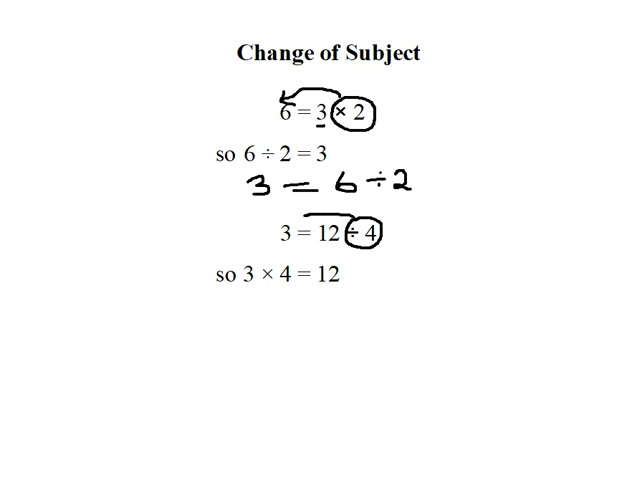 Change of Subject
6 = 3 × 2
so 6 ÷ 2 = 3
3 = 6 ÷ 2
3 = 12 ÷ 4
so 3 × 4 = 12